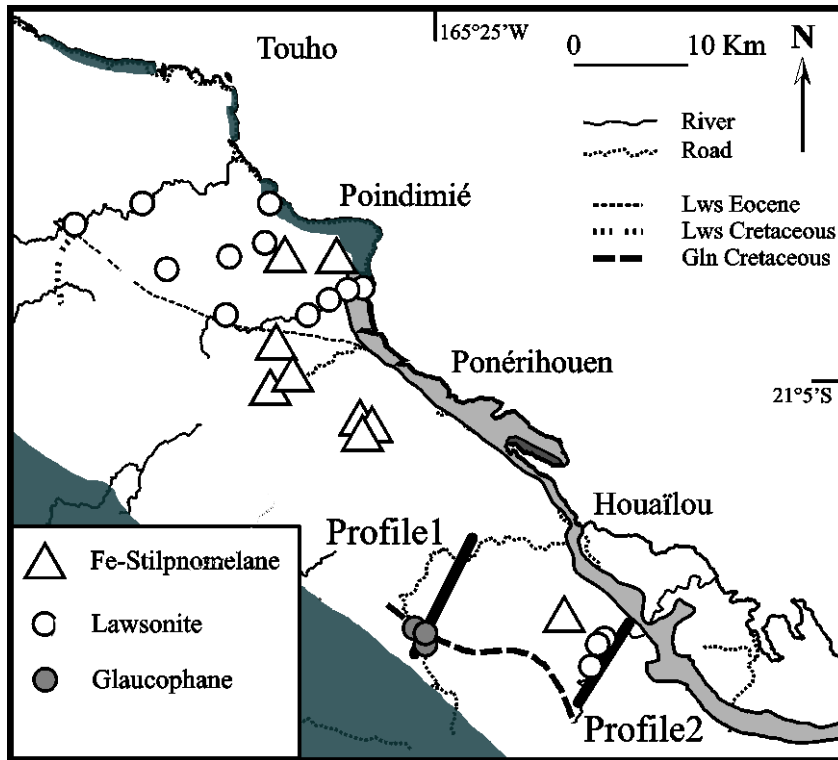 Touho
165°25'W
0 10 Km
N
River
Road
Poindimié
Lws Eocene
Lws Cretaceous
Gln Cretaceous
Ponérihouen
21°5'S
Houaïlou
Profile1
Fe-Stilpnomelane
Lawsonite
Glaucophane
Profile2